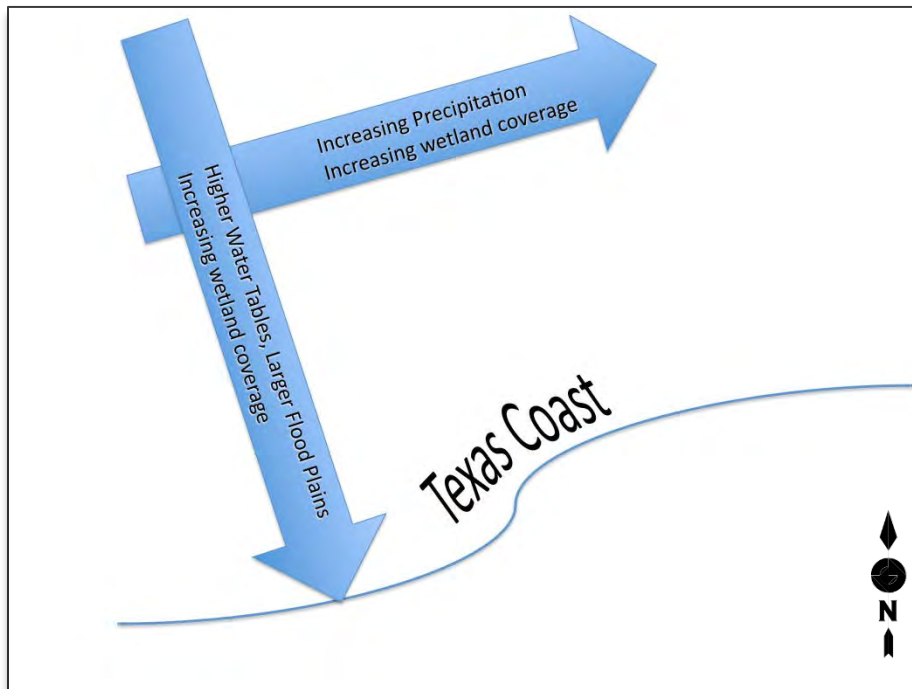 Increasing Precipitation
Increasing wetland coverage
Higher Water Tables, Larger Flood Plains
Increasing wetland coverage
Texas Coast
N